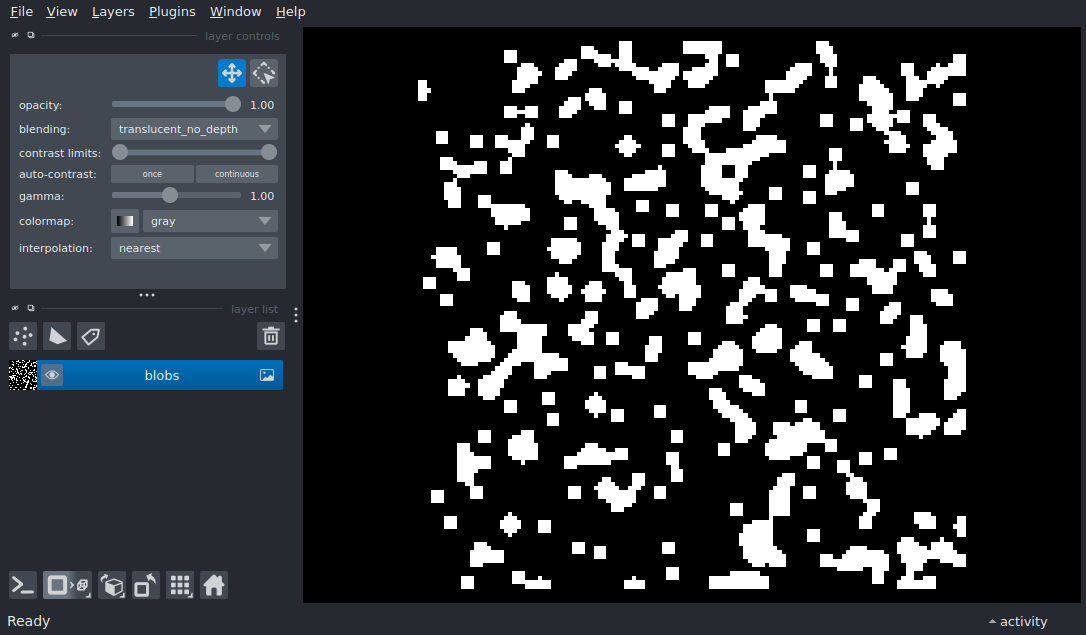 File View Layers Plugins Window Help
layer controls
opacity: 1.00
blending: translucent_no_depth
contrast limits:
auto-contrast: once continuous
gamma: 1.00
colormap: gray
interpolation: nearest
layer list
blobs
Ready activity